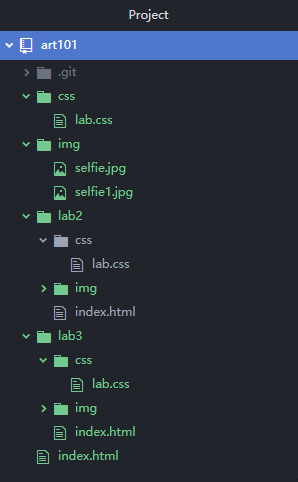 Project
art101
.git
css
lab.css
img
selfie.jpg
selfie1.jpg
lab2
css
lab.css
img
index.html
lab3
css
lab.css
img
index.html
index.html